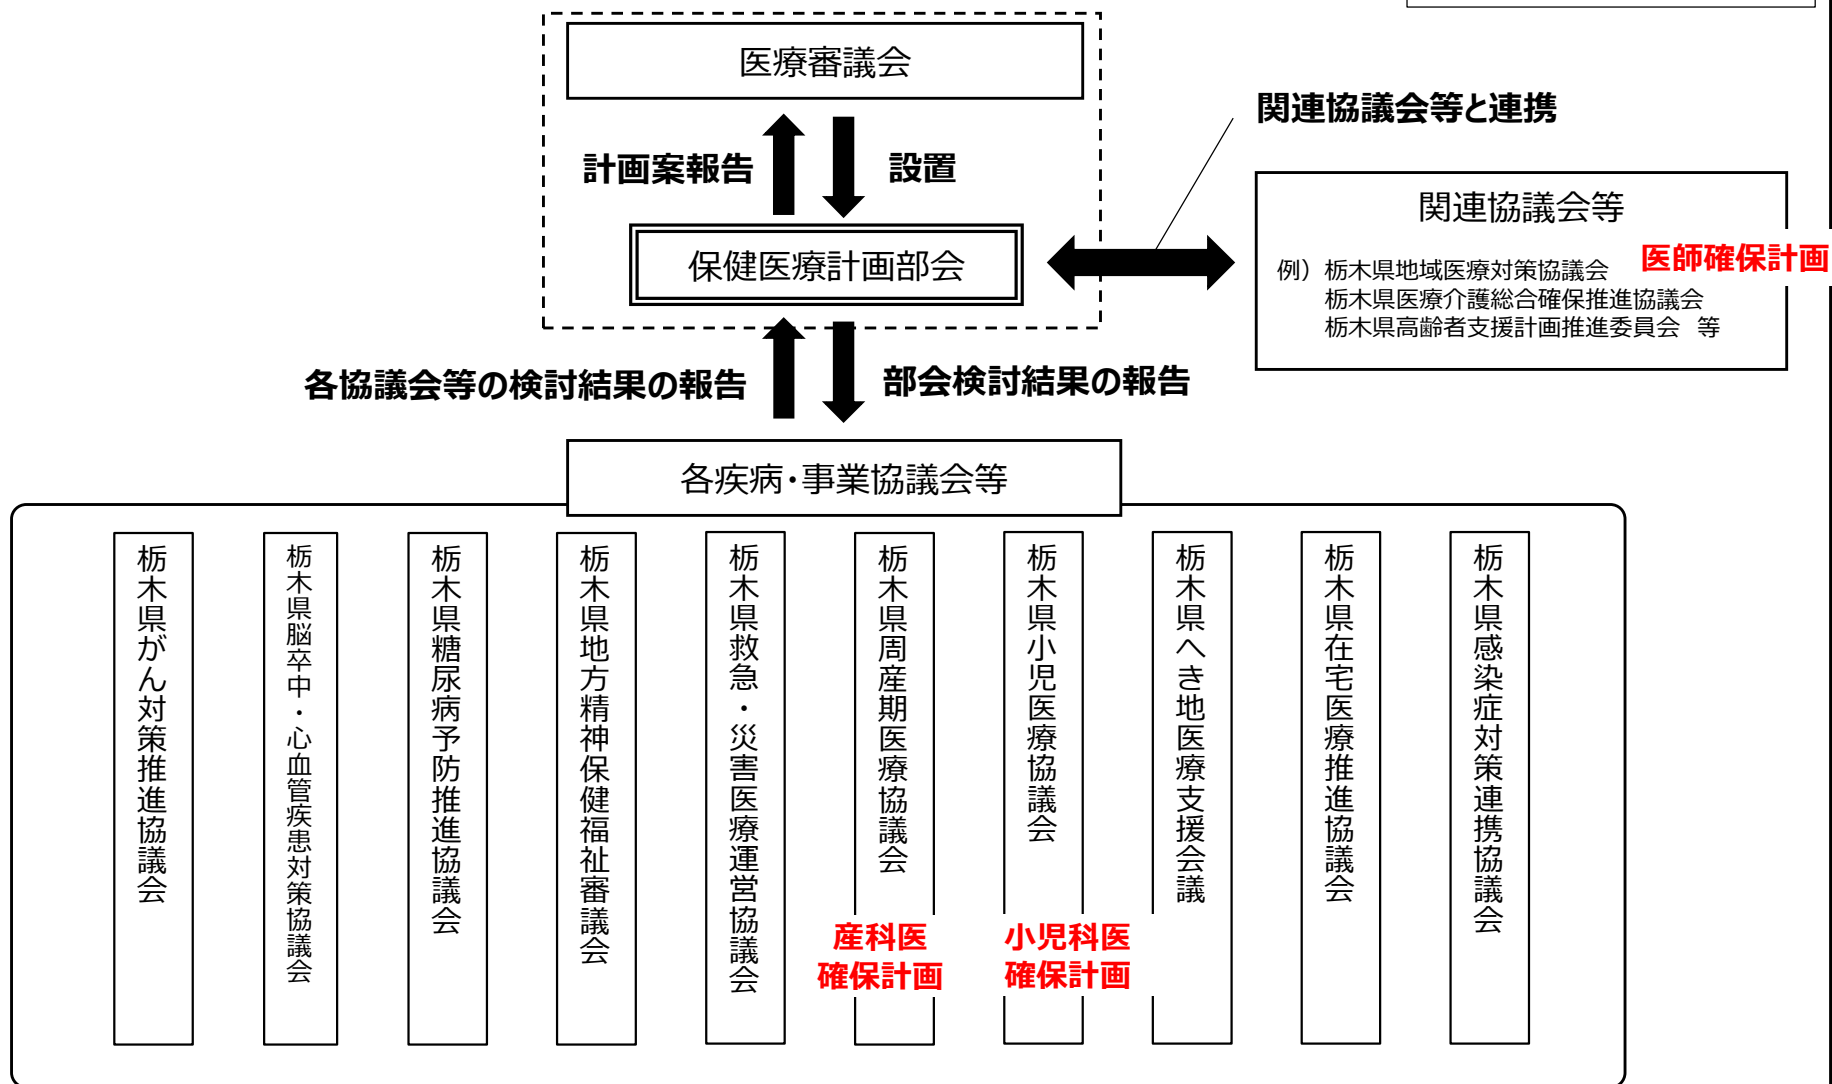 医療審議会
計画案報告
設置
保健医療計画部会
関連協議会等と連携
関連協議会等
例）栃木県地域医療対策協議会
医師確保計画
栃木県医療介護総合確保推進協議会
栃木県高齢者支援計画推進委員会 等
各協議会等の検討結果の報告
部会検討結果の報告
各疾病・事業協議会等
栃木県がん対策推進協議会
栃木県脳卒中・心血管疾患対策協議会
栃木県糖尿病予防推進協議会
栃木県地方精神保健福祉審議会
栃木県救急・災害医療運営協議会
栃木県周産期医療協議会
産科医
確保計画
栃木県小児医療協議会
小児科医
確保計画
栃木県へき地医療支援会議
栃木県在宅医療推進協議会
栃木県感染症対策連携協議会